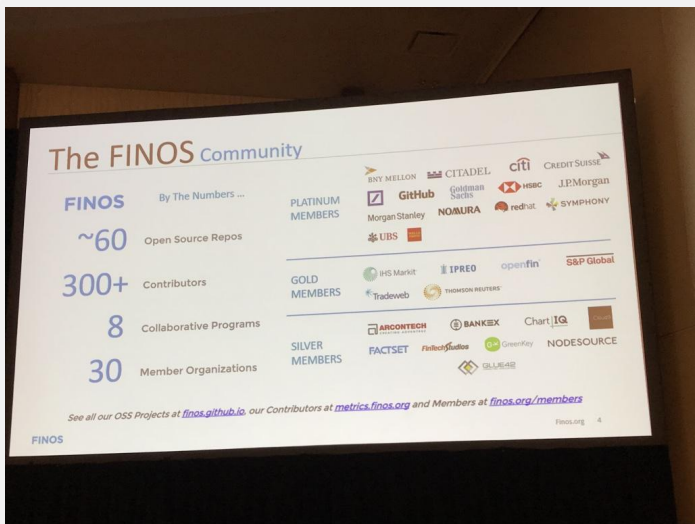 The FINOS Community
FINOS By The Numbers ...
~60 Open Source Repos
300+ Contributors
8 Collaborative Programs
30 Member Organizations
PLATINUM
MEMBERS
BNY MELLON CITADEL citi CREDIT SUISSE
GitHub Goldman
Sachs HSBC J.P.Morgan
Morgan Stanley NOMURA redhat SYMPHONY
UBS
GOLD
MEMBERS
IHS Markit IPREO openfin S&P Global
Tradeweb THOMSON REUTERS
SILVER
MEMBERS
ARCONTECH BANKEX Chart IQ
FACTSET FinTech Studios GreenKey NODESOURCE
GLUE42
See all our OSS Projects at finos.github.io, our Contributors at metrics.finos.org and Members at finos.org/members
FINOS
Finos.org 4